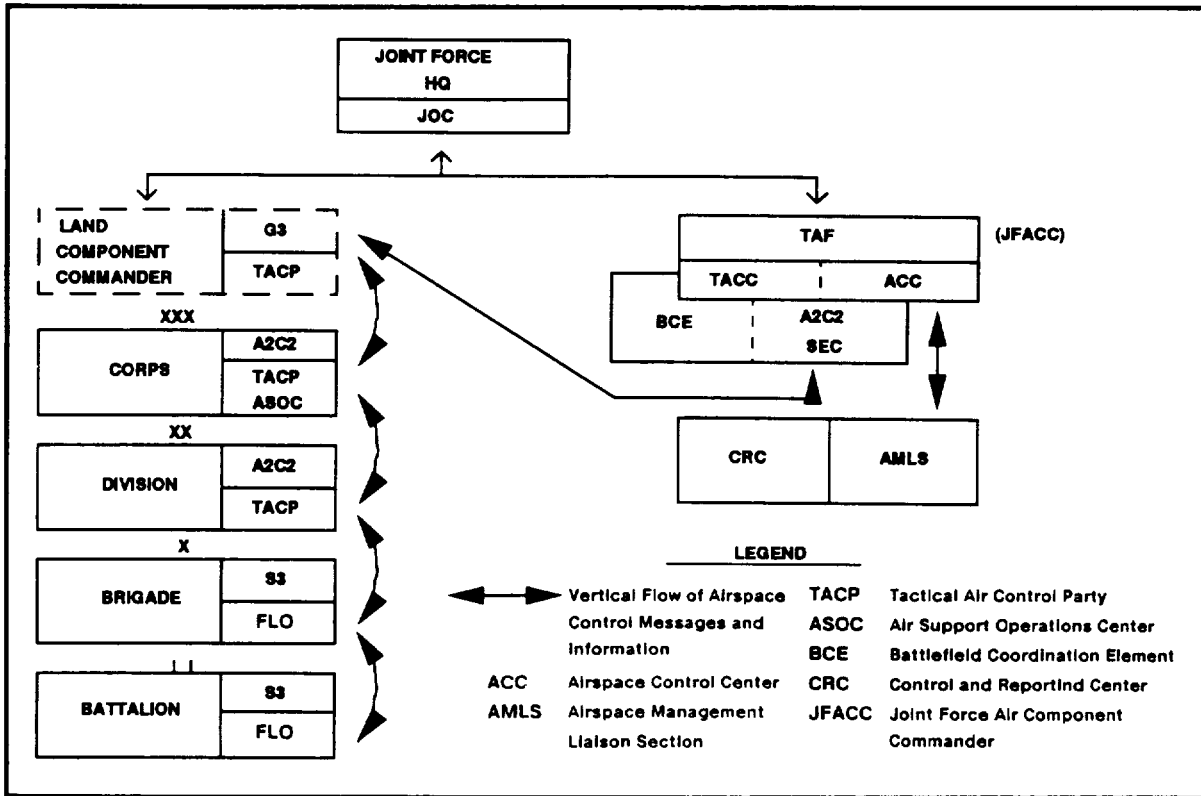 JOINT FORCE
HQ
JOC
LAND
COMPONENT
COMMANDER
G3
TACP
XXX
CORPS
A2C2
TACP
ASOC
XX
DIVISION
A2C2
TACP
X
BRIGADE
S3
FLO
BATTALION
S3
FLO
TAF
(JFACC)
TACC
ACC
BCE
A2C2
SEC
CRC
AMLS
LEGEND
Vertical Flow of Airspace
Control Messages and
Information
ACC Airspace Control Center
AMLS Airspace Management
Liaison Section
TACP Tactical Air Control Party
ASOC Air Support Operations Center
BCE Battlefield Coordination Element
CRC Control and Reportind Center
JFACC Joint Force Air Component
Commander